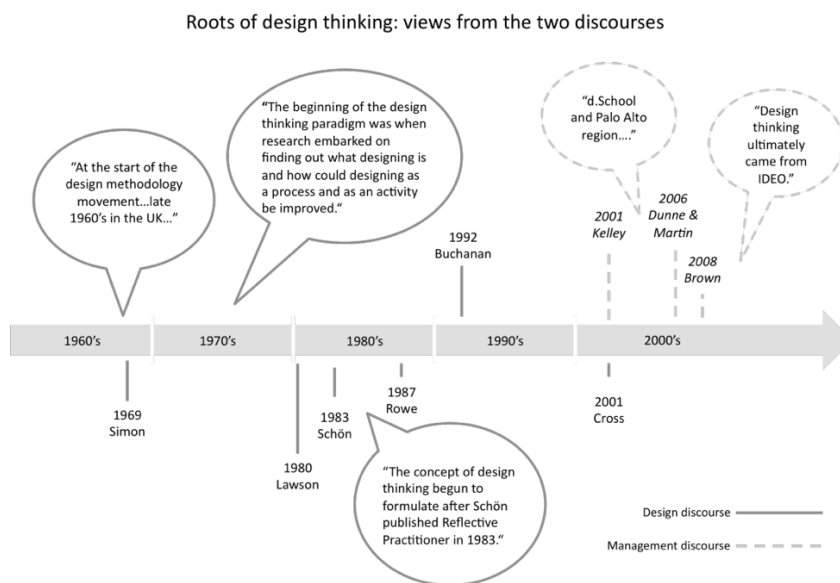 Roots of design thinking: views from the two discourses
“At the start of the
design methodology
movement...late
1960’s in the UK...”
“The beginning of the design
thinking paradigm was when
research embarked on
finding out what designing is
and how could designing as
a process and as an activity
be improved.“
“d.School
and Palo Alto
region....”
“Design
thinking
ultimately
came from
IDEO.”
1992
Buchanan
2001
Kelley
2006
Dunne &
Martin
2008
Brown
1960’s
1970’s
1980’s
1990’s
2000’s
1969
Simon
1980
Lawson
1983
Schön
1987
Rowe
2001
Cross
“The concept of design
thinking begun to
formulate after Schön
published Reflective
Practitioner in 1983.“
Design discourse
Management discourse